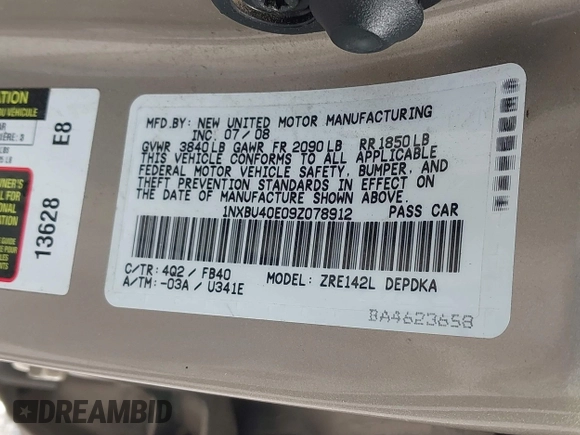 MFD.BY: NEW UNITED MOTOR MANUFACTURING
INC. 07/08
GVWR 3840LB GAWR FR 2090LB RR1850LB
THIS VEHICLE CONFORMS TO ALL APPLICABLE
FEDERAL MOTOR VEHICLE SAFETY, BUMPER, AND
THEFT PREVENTION STANDARDS IN EFFECT ON
THE DATE OF MANUFACTURE SHOWN ABOVE.
1NXBU40E09Z078912 PASS CAR
C/TR: 4Q2 / FB40 MODEL: ZRE142L DEPDKA
A/TM: -03A / U341E
BA4623658
13628 E8
DREAMBID